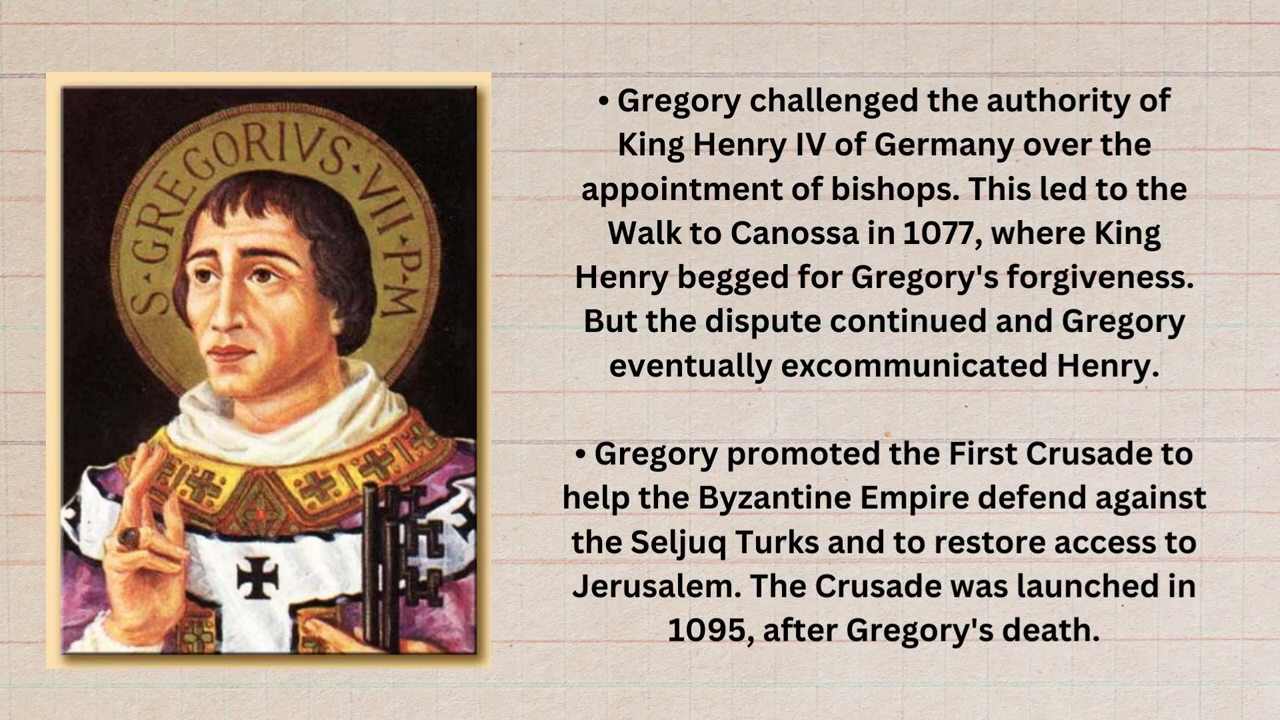 S·GREGORIVS·VII·P·M
• Gregory challenged the authority of
King Henry IV of Germany over the
appointment of bishops. This led to the
Walk to Canossa in 1077, where King
Henry begged for Gregory's forgiveness.
But the dispute continued and Gregory
eventually excommunicated Henry.
• Gregory promoted the First Crusade to
help the Byzantine Empire defend against
the Seljuq Turks and to restore access to
Jerusalem. The Crusade was launched in
1095, after Gregory's death.